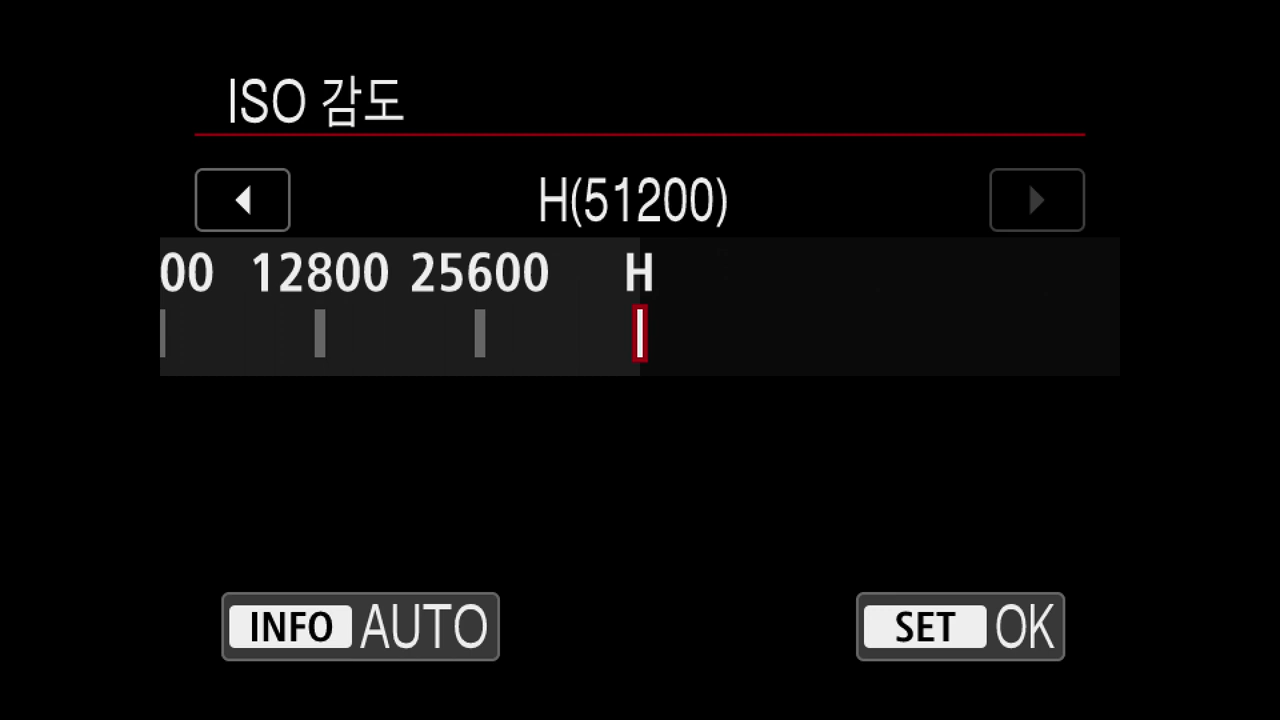 ISO 감도
H(51200)
00 12800 25600 H
INFO AUTO
SET OK